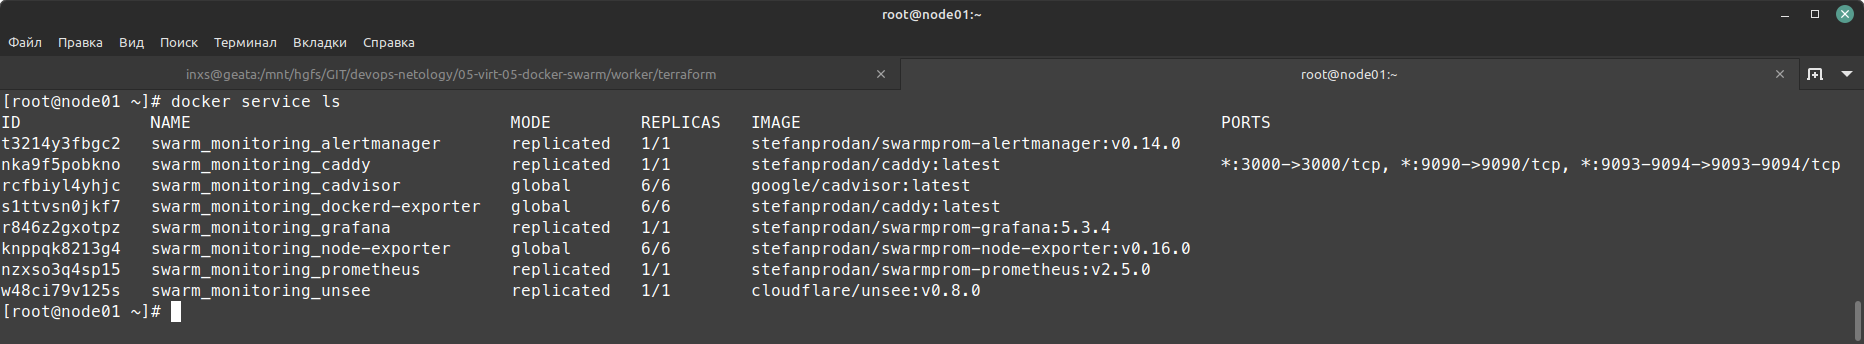 root@node01:~
Файл Правка Вид Поиск Терминал Вкладки Справка
inxs@geata:/mnt/hgfs/GIT/devops-netology/05-virt-05-docker-swarm/worker/terraform × root@node01:~ ×
[root@node01 ~]# docker service ls
ID NAME MODE REPLICAS IMAGE PORTS
t3214y3fbgc2 swarm_monitoring_alertmanager replicated 1/1 stefanprodan/swarmprom-alertmanager:v0.14.0
nka9f5pobkno swarm_monitoring_caddy replicated 1/1 stefanprodan/caddy:latest *:3000->3000/tcp, *:9090->9090/tcp, *:9093-9094->9093-9094/tcp
rcfbiyl4yhjc swarm_monitoring_cadvisor global 6/6 google/cadvisor:latest
s1ttvsn0jkf7 swarm_monitoring_dockerd-exporter global 6/6 stefanprodan/caddy:latest
r846z2gxotpz swarm_monitoring_grafana replicated 1/1 stefanprodan/swarmprom-grafana:5.3.4
knppqk8213g4 swarm_monitoring_node-exporter global 6/6 stefanprodan/swarmprom-node-exporter:v0.16.0
nzxso3q4sp15 swarm_monitoring_prometheus replicated 1/1 stefanprodan/swarmprom-prometheus:v2.5.0
w48ci79v125s swarm_monitoring_unsee replicated 1/1 cloudflare/unsee:v0.8.0
[root@node01 ~]#